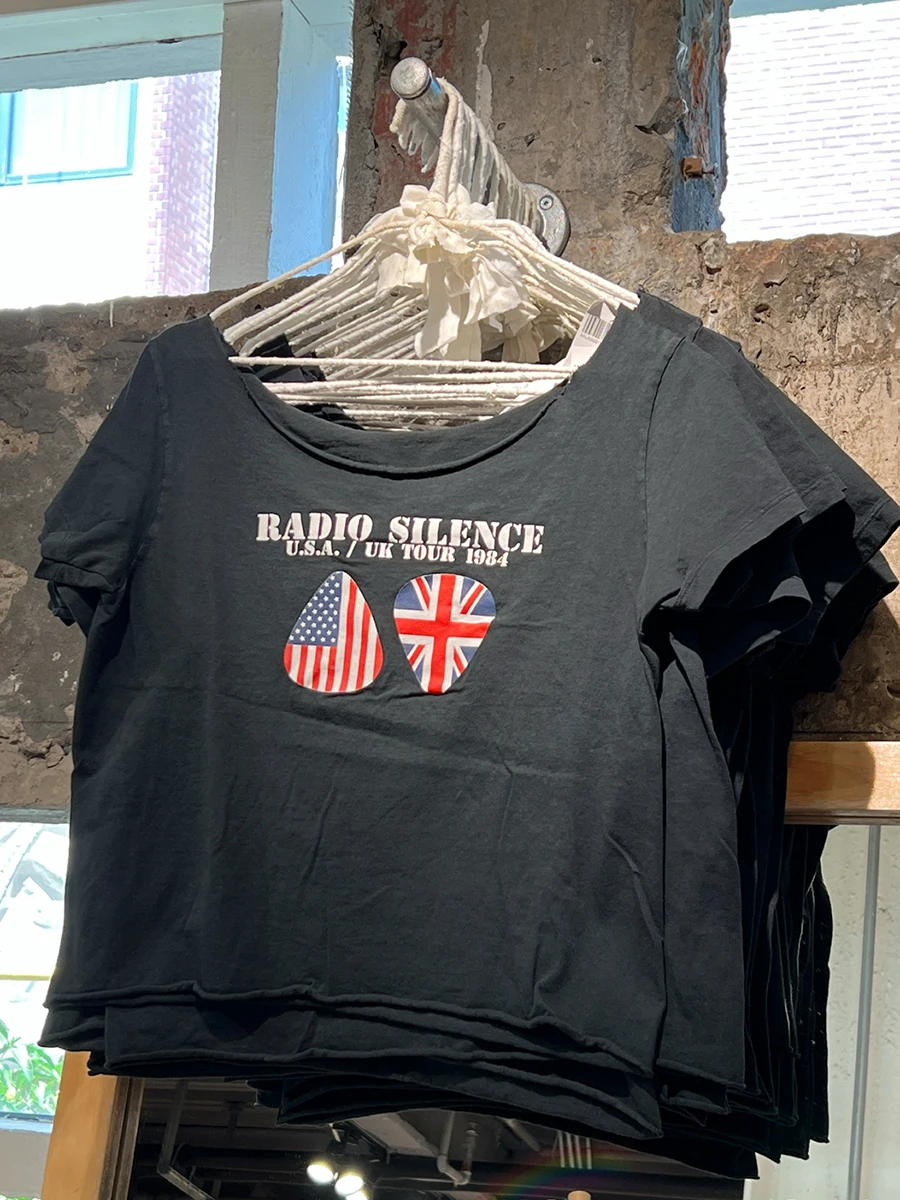 RADIO SILENCE
U.S.A. / UK TOUR 1984